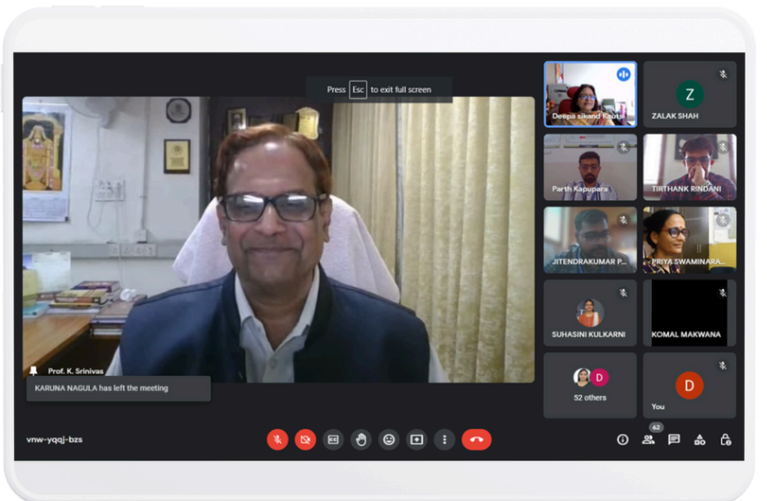 Press Esc to exit full screen
Deepa sikand Kauts
Z
ZALAK SHAH
Parth Kapupara
TIRTHANK RINDANI
JITENDRAKUMAR P...
PRIYA SWAMINARA...
SUHASINI KULKARNI
KOMAL MAKWANA
D
52 others
D
You
Prof. K. Srinivas
KARUNA NAGULA has left the meeting
vnw-yqqj-bzs
CC
62